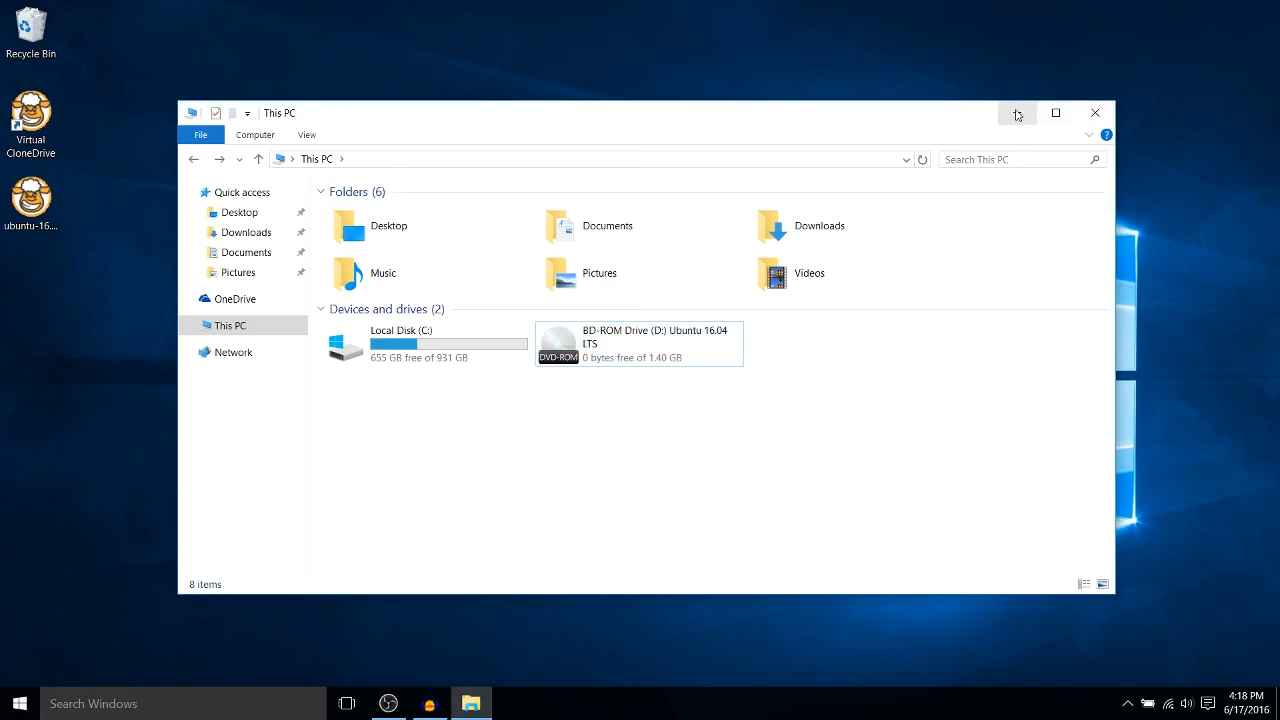 Recycle Bin
Virtual
CloneDrive
ubuntu-16....
This PC
File
Computer
View
This PC
Search This PC
Quick access
Desktop
Downloads
Documents
Pictures
OneDrive
This PC
Network
Folders (6)
Desktop
Documents
Downloads
Music
Pictures
Videos
Devices and drives (2)
Local Disk (C:)
655 GB free of 931 GB
BD-ROM Drive (D:) Ubuntu 16.04
LTS
DVD-ROM
0 bytes free of 1.40 GB
8 items
Search Windows
4:18 PM
6/17/2016